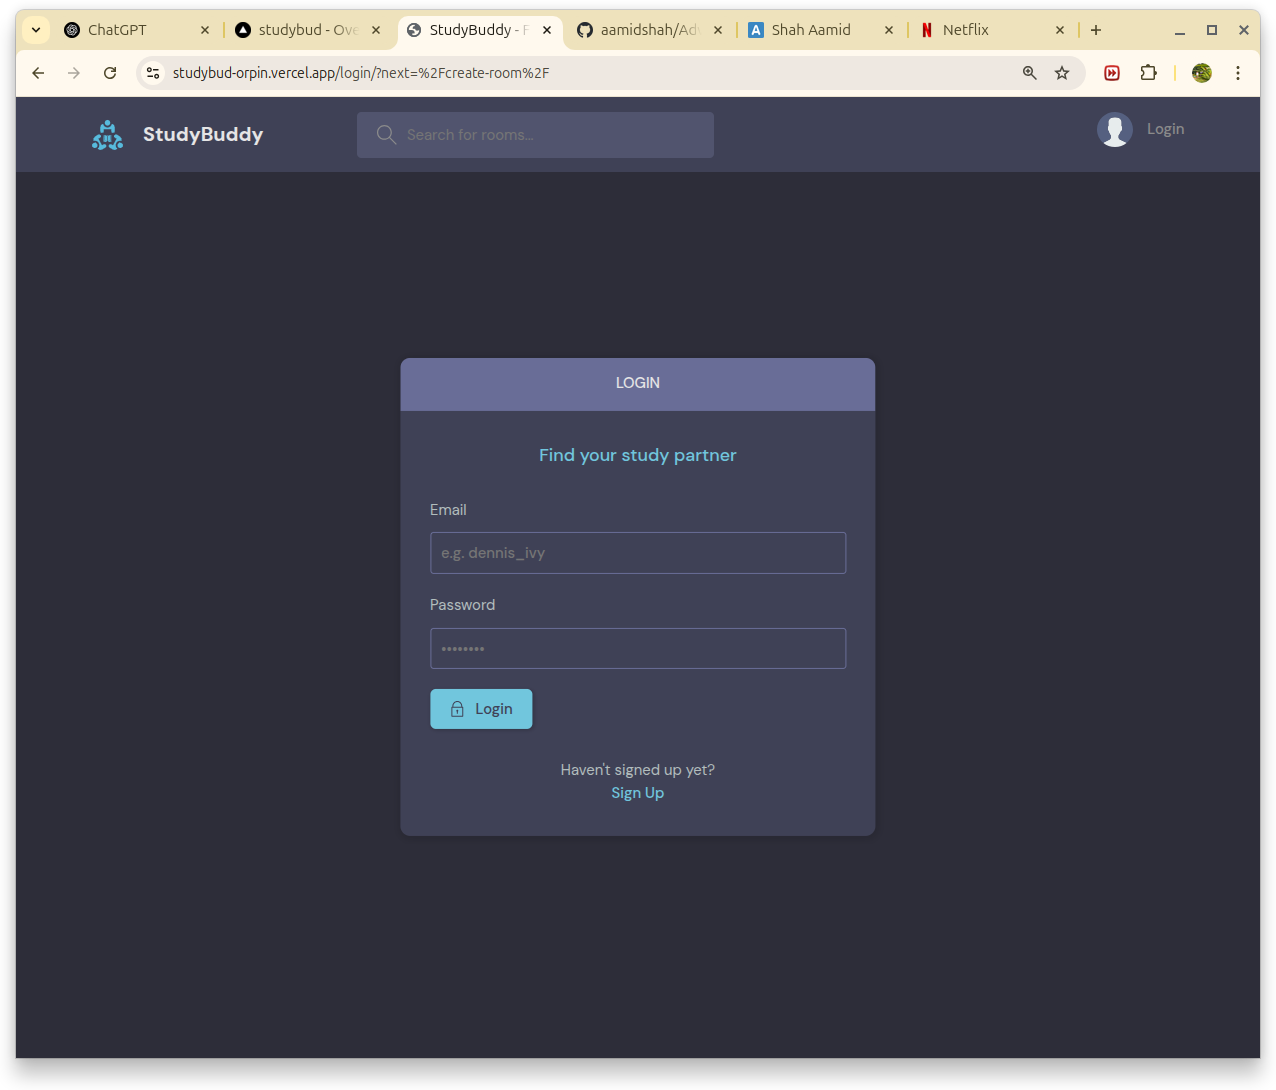 ChatGPT
studybud - Ove
StudyBuddy - F
aamidshah/Ad
Shah Aamid
Netflix
studybud-orpin.vercel.app/login/?next=%2Fcreate-room%2F
StudyBuddy
Search for rooms...
Login
LOGIN
Find your study partner
Email
e.g. dennis_ivy
Password
••••••••
Login
Haven't signed up yet?
Sign Up